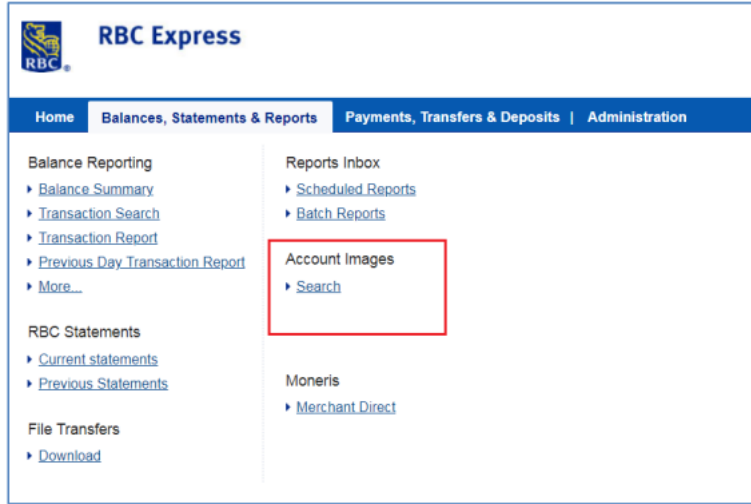 RBC Express
RBC®
Home
Balances, Statements & Reports
Payments, Transfers & Deposits |
Administration
Balance Reporting
Balance Summary
Transaction Search
Transaction Report
Previous Day Transaction Report
More...
RBC Statements
Current statements
Previous Statements
File Transfers
Download
Reports Inbox
Scheduled Reports
Batch Reports
Account Images
Search
Moneris
Merchant Direct